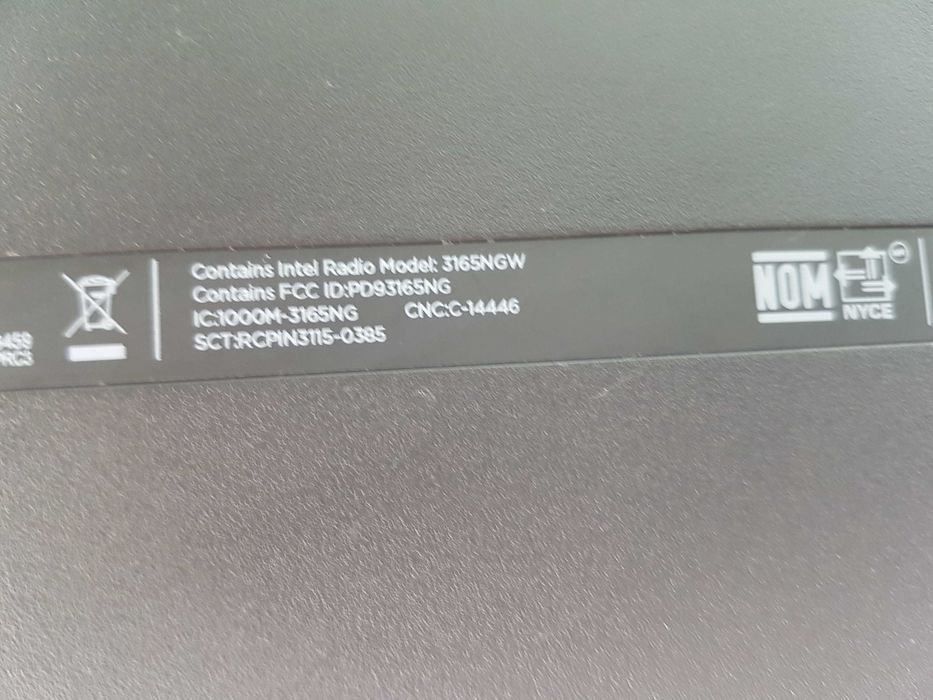 Contains Intel Radio Model: 3165NGW
Contains FCC ID:PD93165NG
IC:1000M-3165NG CNC:C-14446
SCT:RCPIN3115-0385
NOM
NYCE